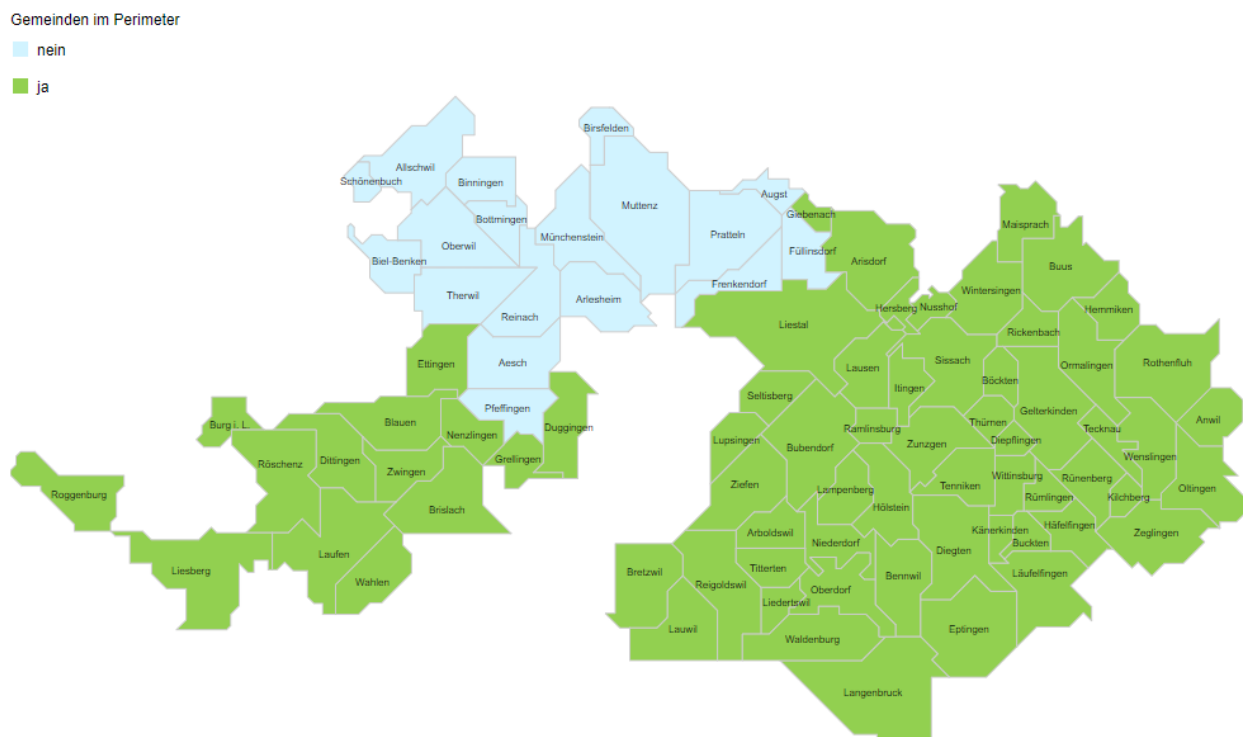 Gemeinden im Perimeter
nein
ja
Birsfelden
Allschwil
Schönenbuch
Binningen
Augst
Muttenz
Giebenach
Bottmingen
Maisprach
Münchenstein
Pratteln
Oberwil
Füllinsdorf
Biel-Benken
Arisdorf
Buus
Frenkendorf
Wintersingen
Therwil
Arlesheim
Hersberg
Nusshof
Hemmiken
Reinach
Liestal
Rickenbach
Sissach
Ettingen
Aesch
Lausen
Ormalingen
Rothenfluh
Itingen
Böckten
Seltisberg
Pfeffingen
Gelterkinden
Blauen
Burg i. L.
Duggingen
Ramlinsburg
Thürnen
Anwil
Nenzlingen
Tecknau
Lupsingen
Bubendorf
Zunzgen
Diepflingen
Röschenz
Dittingen
Grellingen
Wenslingen
Zwingen
Ziefen
Wittinsburg
Rünenberg
Lampenberg
Tenniken
Oltingen
Roggenburg
Rümlingen
Kilchberg
Hölstein
Brislach
Häfelfingen
Känerkinden
Arboldswil
Zeglingen
Niederdorf
Buckten
Laufen
Diegten
Titterten
Liesberg
Bretzwil
Läufelfingen
Bennwil
Wahlen
Reigoldswil
Oberdorf
Liedertswil
Lauwil
Eptingen
Waldenburg
Langenbruck